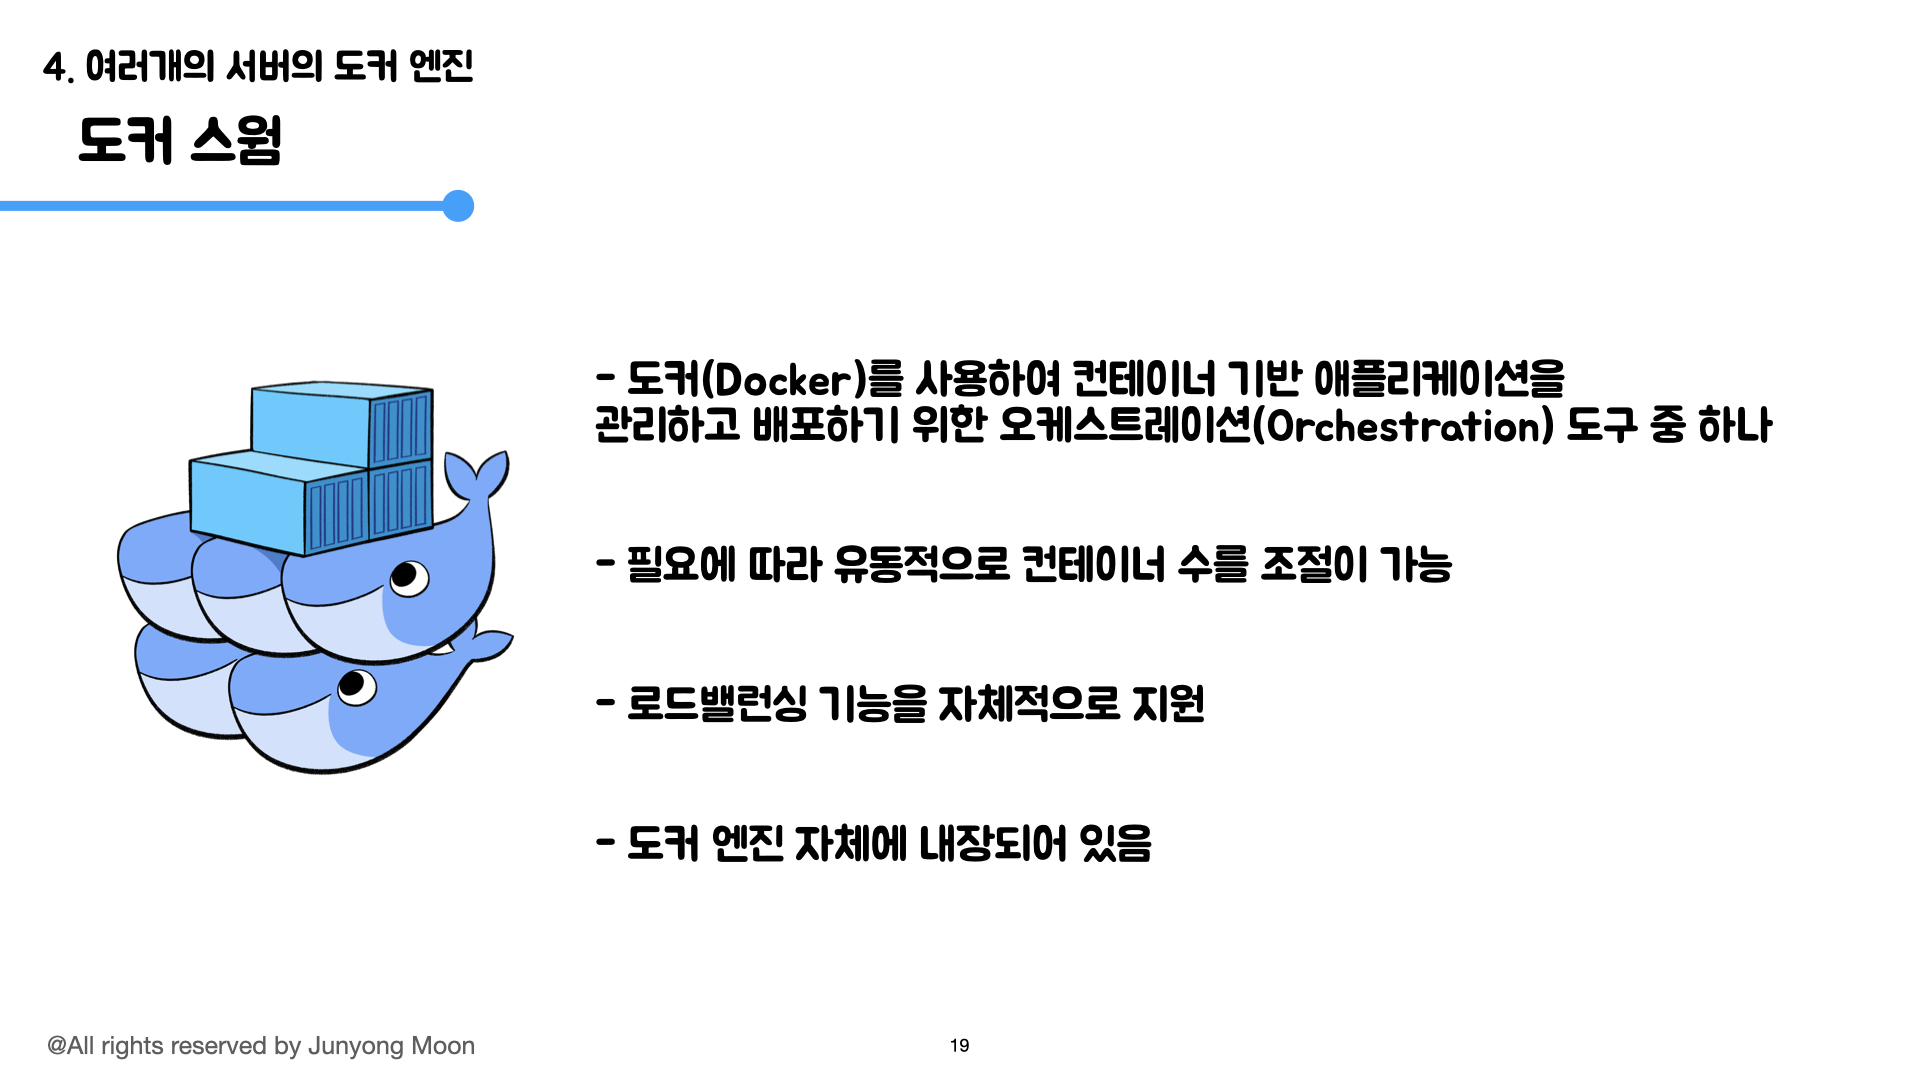 4. 여러개의 서버의 도커 엔진
도커 스웜
- 도커(Docker)를 사용하여 컨테이너 기반 애플리케이션을
관리하고 배포하기 위한 오케스트레이션(Orchestration) 도구 중 하나
- 필요에 따라 유동적으로 컨테이너 수를 조절이 가능
- 로드밸런싱 기능을 자체적으로 지원
- 도커 엔진 자체에 내장되어 있음
@All rights reserved by Junyong Moon
19